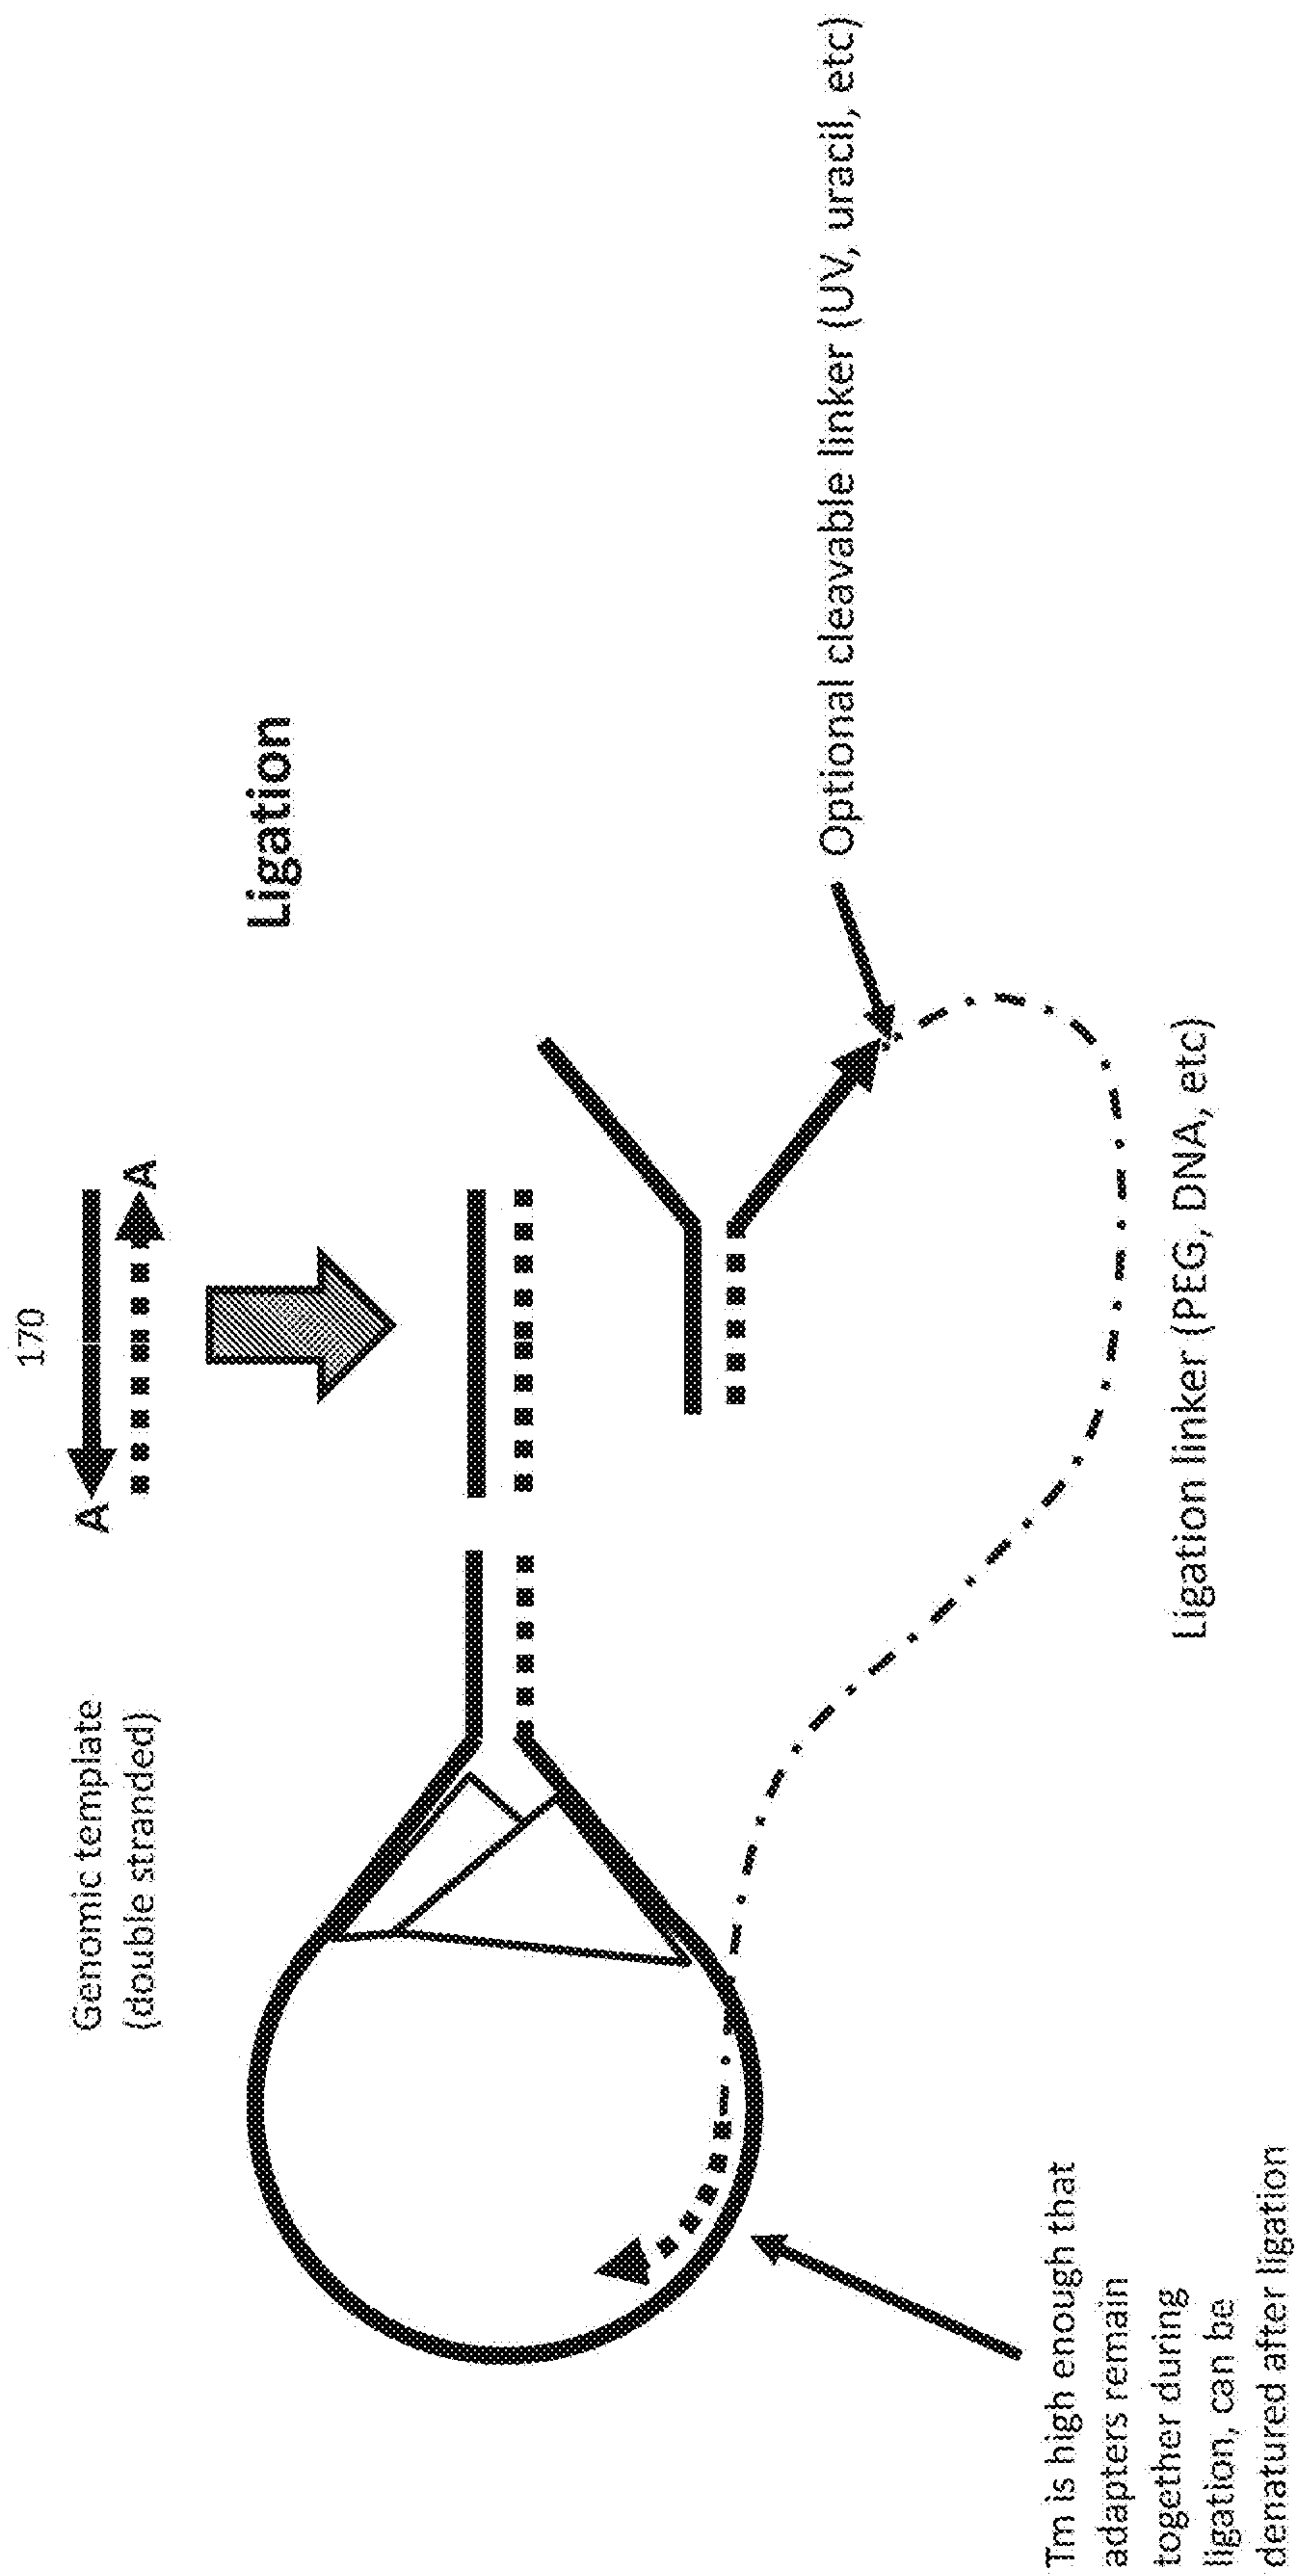 170
Genomic template
(double stranded)
A
A
Ligation
Optional cleavable linker (UV, uracil, etc)
Ligation linker (PEG, DNA, etc)
Tm is high enough that
adapters remain
together during
ligation, can be
denatured after ligation